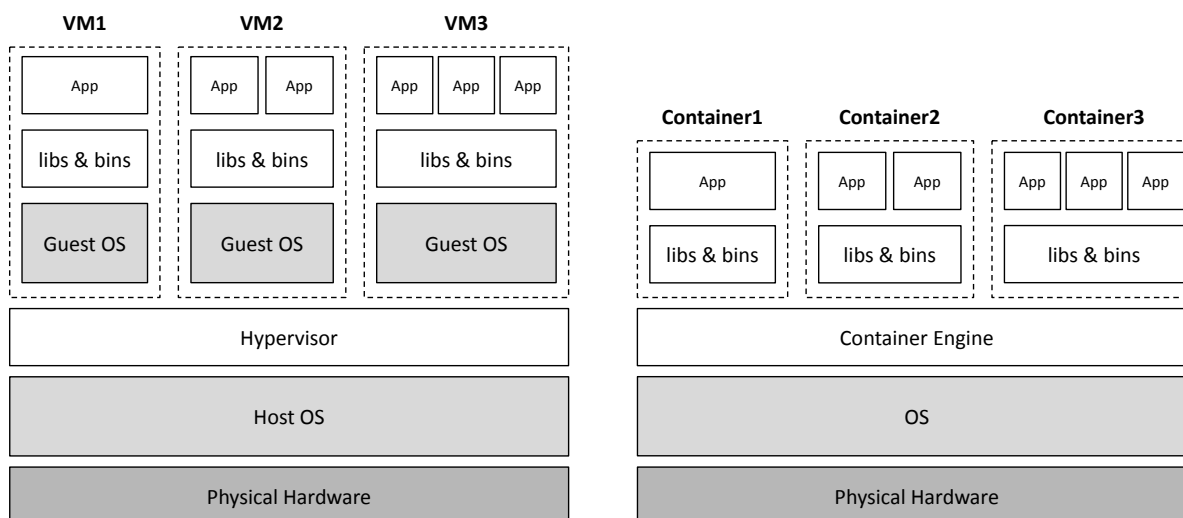 VM1 VM2 VM3
App App App App App App
libs & bins libs & bins libs & bins
Guest OS Guest OS Guest OS
Hypervisor
Host OS
Physical Hardware
Container1 Container2 Container3
App App App App App App
libs & bins libs & bins libs & bins
Container Engine
OS
Physical Hardware